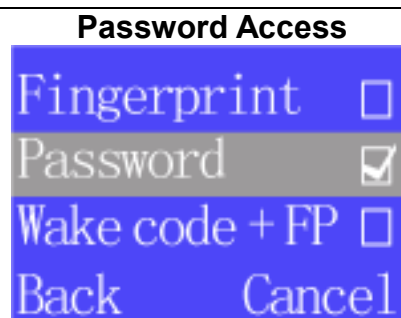 Password Access
Fingerprint
Password
Wake code + FP
Back Cancel